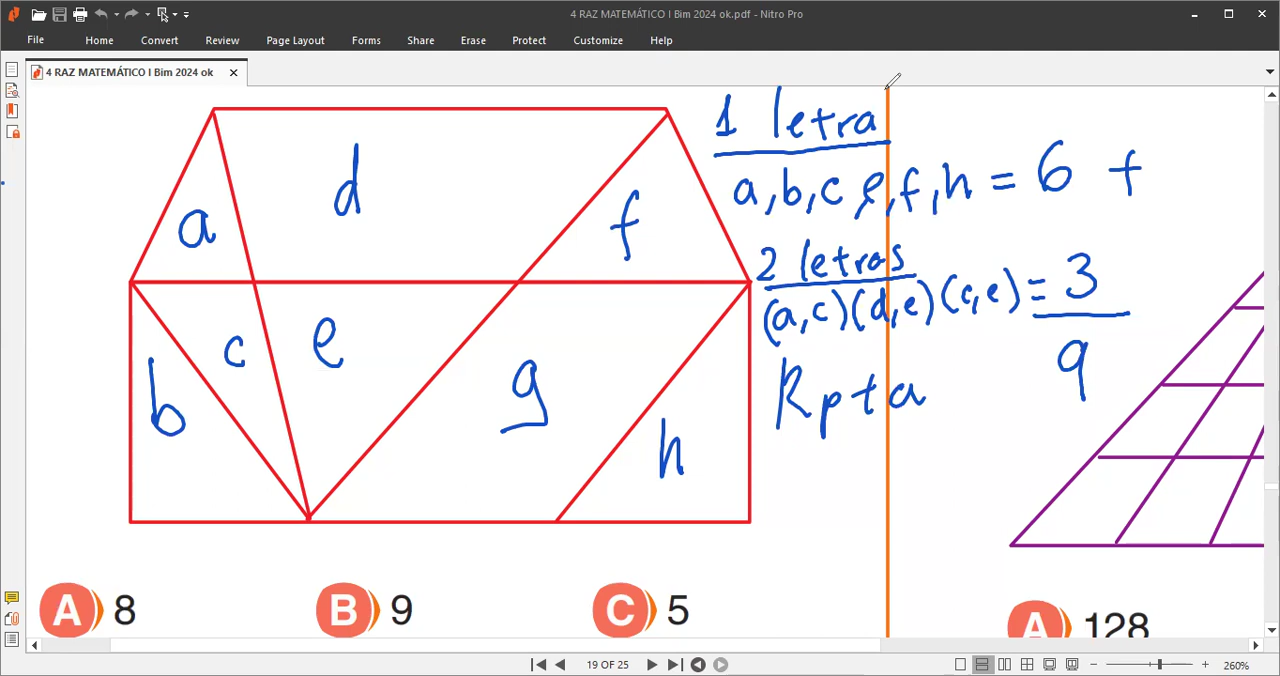 4 RAZ MATEMÁTICO I Bim 2024 ok.pdf - Nitro Pro
File Home Convert Review Page Layout Forms Share Erase Protect Customize Help
4 RAZ MATEMÁTICO I Bim 2024 ok
1 letra
a, b, c, e, f, h = 6 f
2 letras
(a,c)(d,e)(c,e) = 3
9
Rpta
a
d
f
b
c
e
g
h
A) 8
B) 9
C) 5
A) 128
19 OF 25
260%